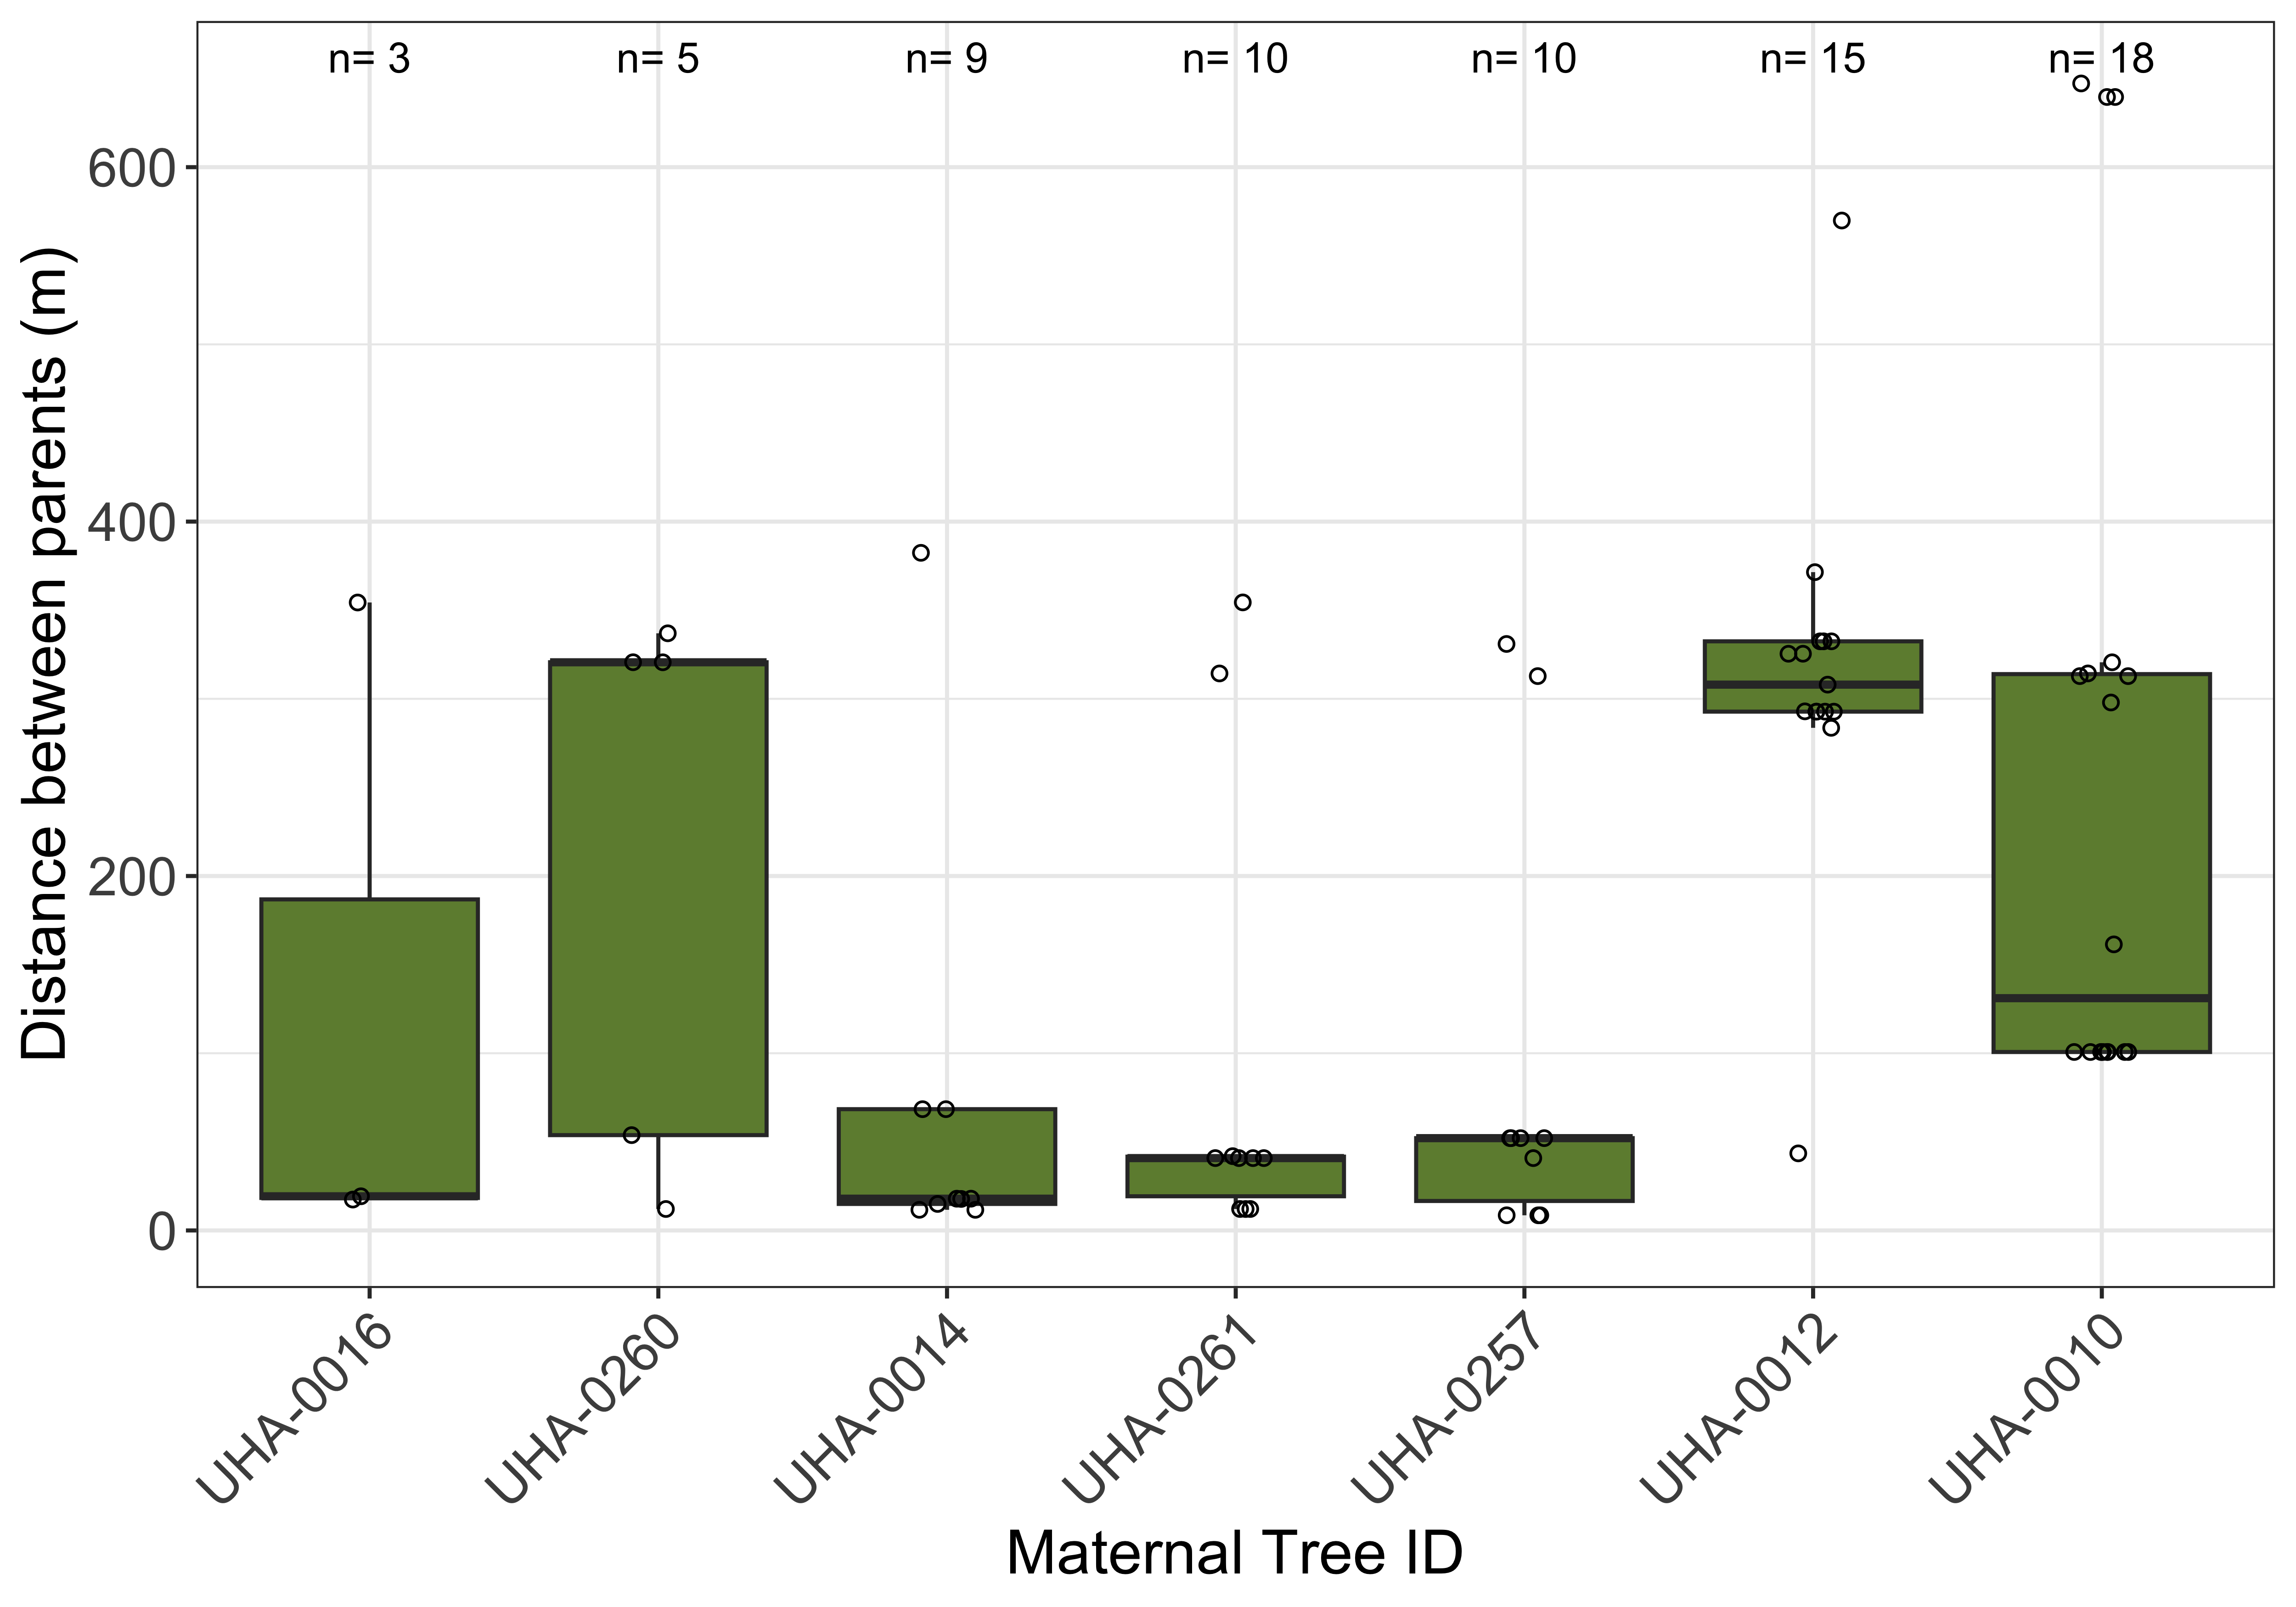 n= 3 n= 5 n= 9 n= 10 n= 10 n= 15 n= 18
Distance between parents (m)
600
400
200
0
UHA-0016 UHA-0260 UHA-0014 UHA-0261 UHA-0257 UHA-0012 UHA-0010
Maternal Tree ID